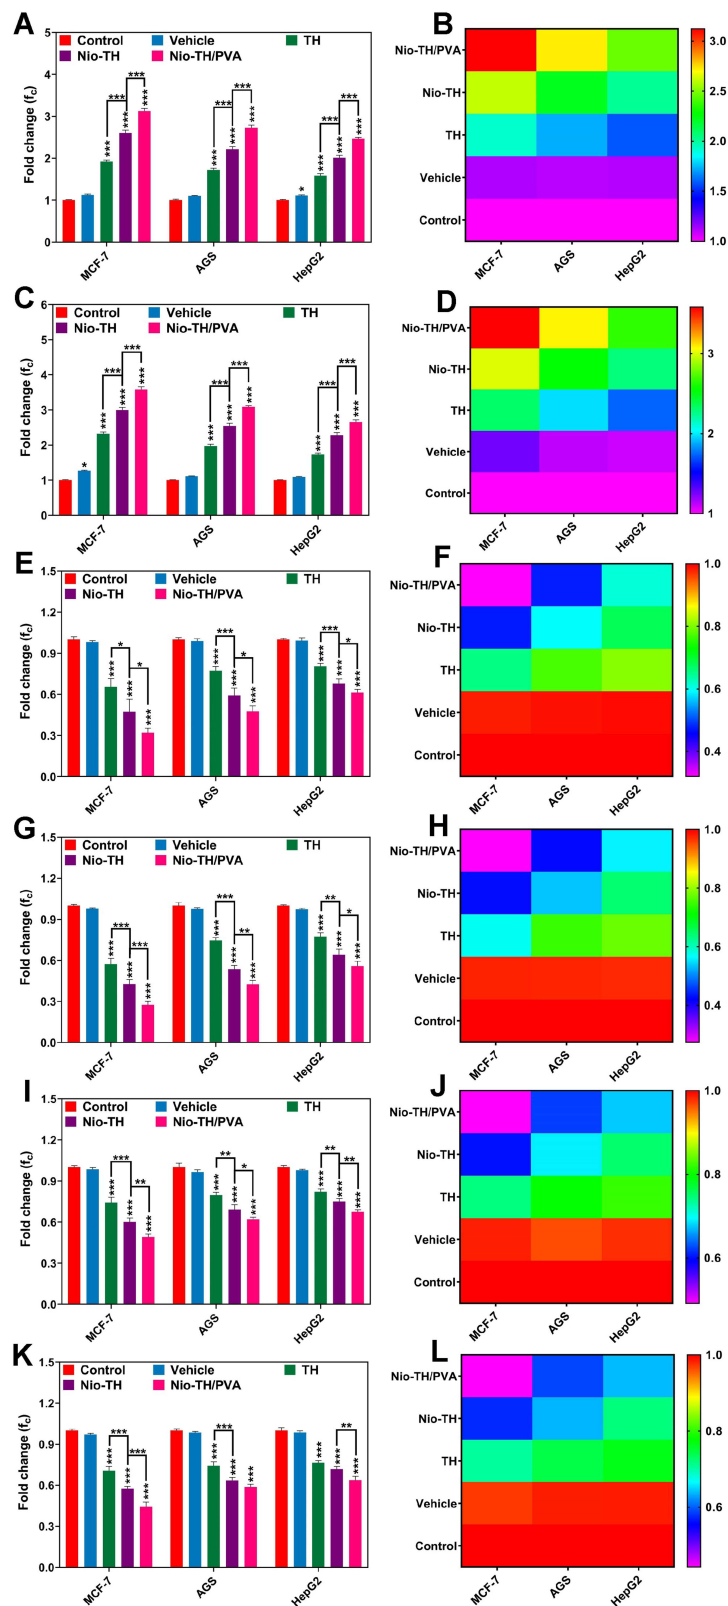 A
Control Vehicle TH
Nio-TH Nio-TH/PVA
Fold change (fc)
5
4
3
2
1
0
*** *** *** *** ***
*** *** *** *** ***
* *** *** *** *** ***
MCF-7 AGS HepG2
B
Nio-TH/PVA
Nio-TH
TH
Vehicle
Control
MCF-7 AGS HepG2
3.0
2.5
2.0
1.5
1.0
C
Control Vehicle TH
Nio-TH Nio-TH/PVA
Fold change (fc)
6
5
4
3
2
1
0
* *** *** *** *** ***
*** *** *** *** ***
*** *** *** *** ***
MCF-7 AGS HepG2
D
Nio-TH/PVA
Nio-TH
TH
Vehicle
Control
MCF-7 AGS HepG2
3
2
1
E
Control Vehicle TH
Nio-TH Nio-TH/PVA
Fold change (fc)
1.5
1.2
0.9
0.6
0.3
0.0
*** * *** * ***
*** *** *** * ***
*** *** *** * ***
MCF-7 AGS HepG2
F
Nio-TH/PVA
Nio-TH
TH
Vehicle
Control
MCF-7 AGS HepG2
1.0
0.8
0.6
0.4
G
Control Vehicle TH
Nio-TH Nio-TH/PVA
Fold change (fc)
1.5
1.2
0.9
0.6
0.3
0.0
*** *** *** *** ***
*** *** *** ** ***
*** ** *** * ***
MCF-7 AGS HepG2
H
Nio-TH/PVA
Nio-TH
TH
Vehicle
Control
MCF-7 AGS HepG2
1.0
0.8
0.6
0.4
I
Control Vehicle TH
Nio-TH Nio-TH/PVA
Fold change (fc)
1.5
1.2
0.9
0.6
0.3
0.0
*** *** *** ** ***
*** ** *** * ***
*** ** *** ** ***
MCF-7 AGS HepG2
J
Nio-TH/PVA
Nio-TH
TH
Vehicle
Control
MCF-7 AGS HepG2
1.0
0.8
0.6
K
Control Vehicle TH
Nio-TH Nio-TH/PVA
Fold change (fc)
1.5
1.2
0.9
0.6
0.3
0.0
*** *** *** *** ***
*** *** *** ***
*** *** ** ***
MCF-7 AGS HepG2
L
Nio-TH/PVA
Nio-TH
TH
Vehicle
Control
MCF-7 AGS HepG2
1.0
0.8
0.6